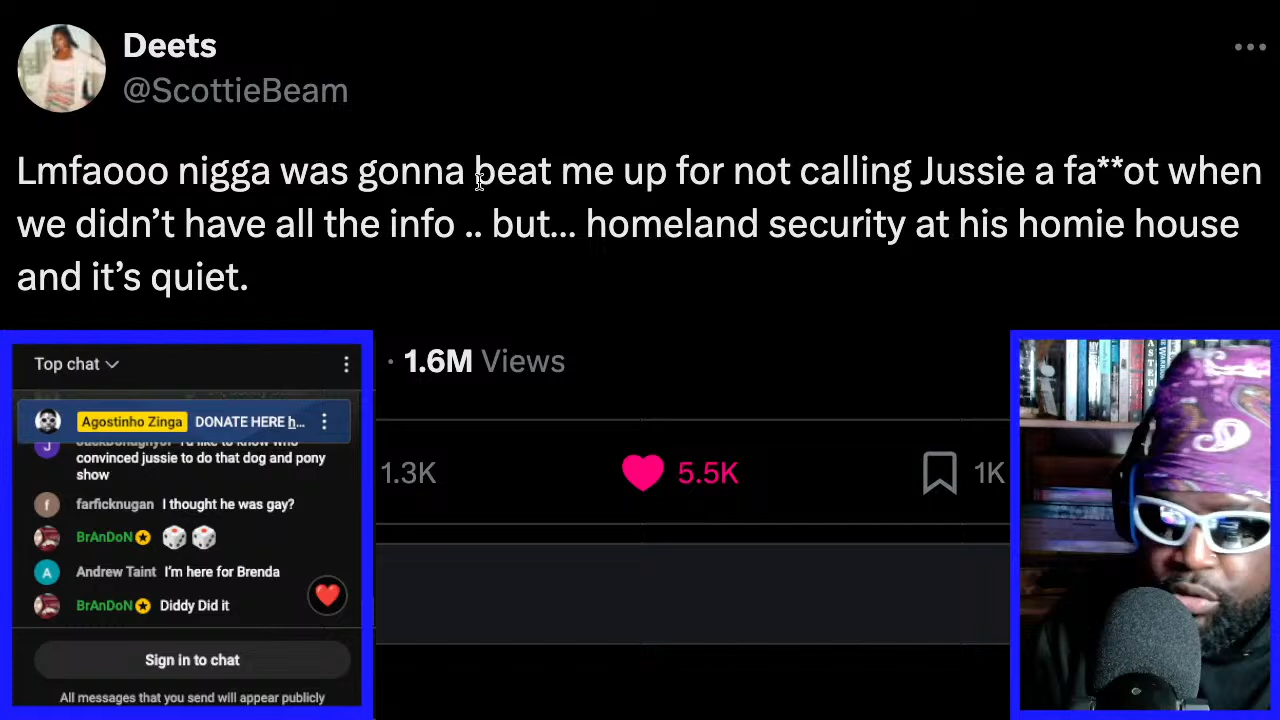 Deets
@ScottieBeam
Lmfaooo nigga was gonna beat me up for not calling Jussie a fa**ot when
we didn’t have all the info .. but... homeland security at his homie house
and it’s quiet.
· 1.6M Views
1.3K
5.5K
1K
Top chat
Agostinho Zinga DONATE HERE h...
I'd like to know who
convinced jussie to do that dog and pony
show
farficknugan I thought he was gay?
BrAnDoN
Andrew Taint I'm here for Brenda
BrAnDoN Diddy Did it
Sign in to chat
All messages that you send will appear publicly